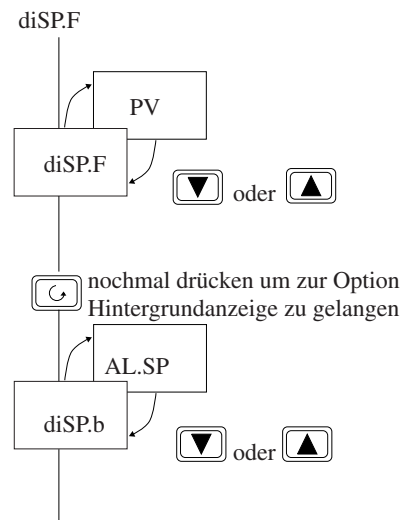 diSP.F
PV
diSP.F
oder
nochmal drücken um zur Option
Hintergrundanzeige zu gelangen
AL.SP
diSP.b
oder